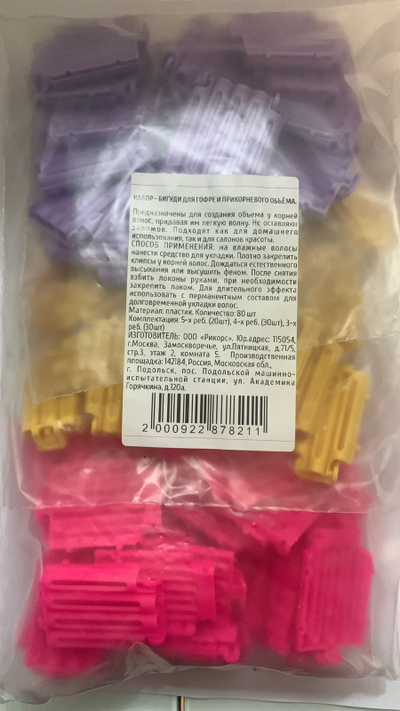 НАБОР - БИГУДИ ДЛЯ ГОФРЕ И ПРИКОРНЕВОГО ОБЪЁМА.
Предназначены для создания объема у корней
волос, придавая им легкую волну. Не оставляют
заломов. Подходят как для домашнего
использования, так и для салонов красоты.
СПОСОБ ПРИМЕНЕНИЯ: на влажные волосы
нанести средство для укладки. Плотно закрепить
клипсы у корней волос. Дождаться естественного
высыхания или высушить феном. После снятия
взбить локоны руками, при необходимости
закрепить лаком. Для длительного эффекта
использовать с перманентным составом для
долговременной укладки волос.
Материал: пластик. Количество: 80 шт
Комплектация: 5-х реб. (20шт), 4-х реб. (30шт), 3-х
реб. (30шт)
ИЗГОТОВИТЕЛЬ: ООО «Рикорс». Юр.адрес: 115054,
г.Москва, Замоскворечье, ул.Пятницкая, д.71/5,
стр.3, этаж 2, комната 5. Производственная
площадка: 142184, Россия, Московская обл.,
г. Подольск, пос. Подольской машинно-
испытательной станции, ул. Академика
Горячкина, д.120а.
2 000922 878211